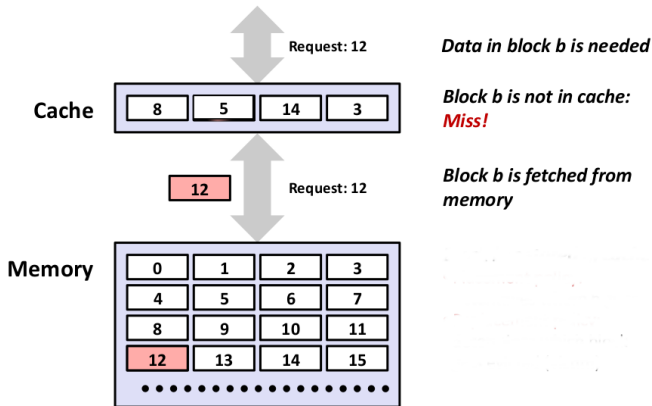 Request: 12
Data in block b is needed
Cache
8 5 14 3
Block b is not in cache:
Miss!
12
Request: 12
Block b is fetched from
memory
Memory
0 1 2 3
4 5 6 7
8 9 10 11
12 13 14 15